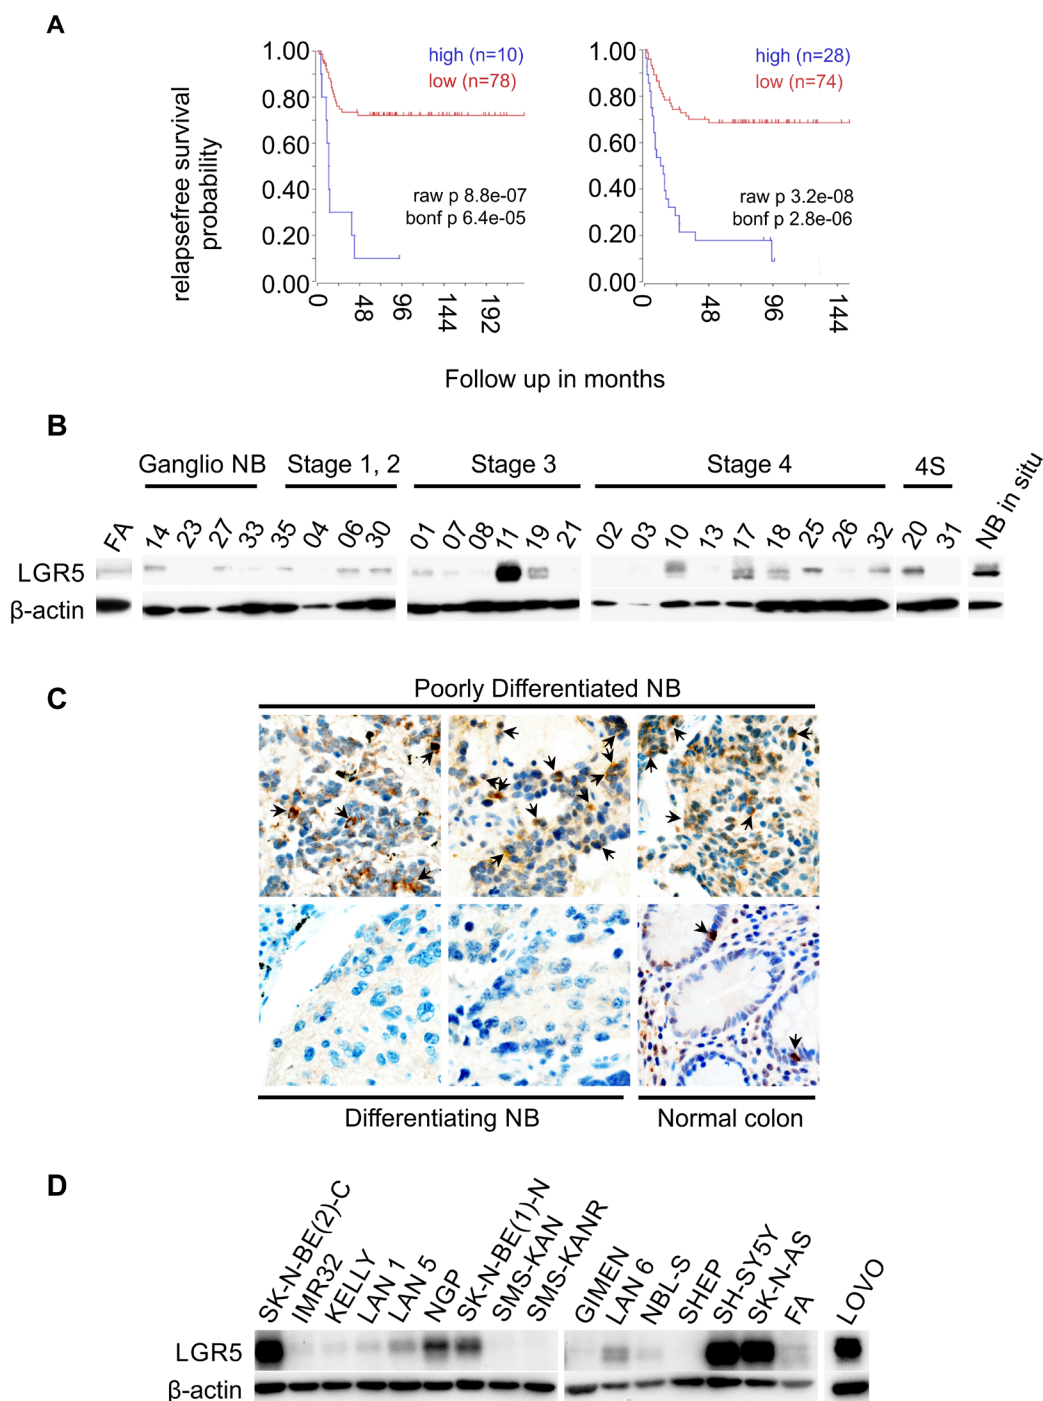 A
1.00
0.80
0.60
0.40
0.20
0.00
high (n=10)
low (n=78)
raw p 8.8e-07
bonf p 6.4e-05
0 48 96 144 192
1.00
0.80
0.60
0.40
0.20
0.00
high (n=28)
low (n=74)
raw p 3.2e-08
bonf p 2.8e-06
0 48 96 144
relapsefree survival
probability
Follow up in months
B
Ganglio NB Stage 1, 2 Stage 3 Stage 4 4S NB in situ
FA 14 23 27 33 35 04 06 30 01 07 08 11 19 21 02 03 10 13 17 18 25 26 32 20 31
LGR5
β-actin
C
Poorly Differentiated NB
Differentiating NB Normal colon
D
SK-N-BE(2)-C IMR32 KELLY LAN 1 LAN 5 NGP SK-N-BE(1)-N SMS-KAN SMS-KANR GIMEN LAN 6 NBL-S SHEP SH-SY5Y SK-N-AS FA LOVO
LGR5
β-actin